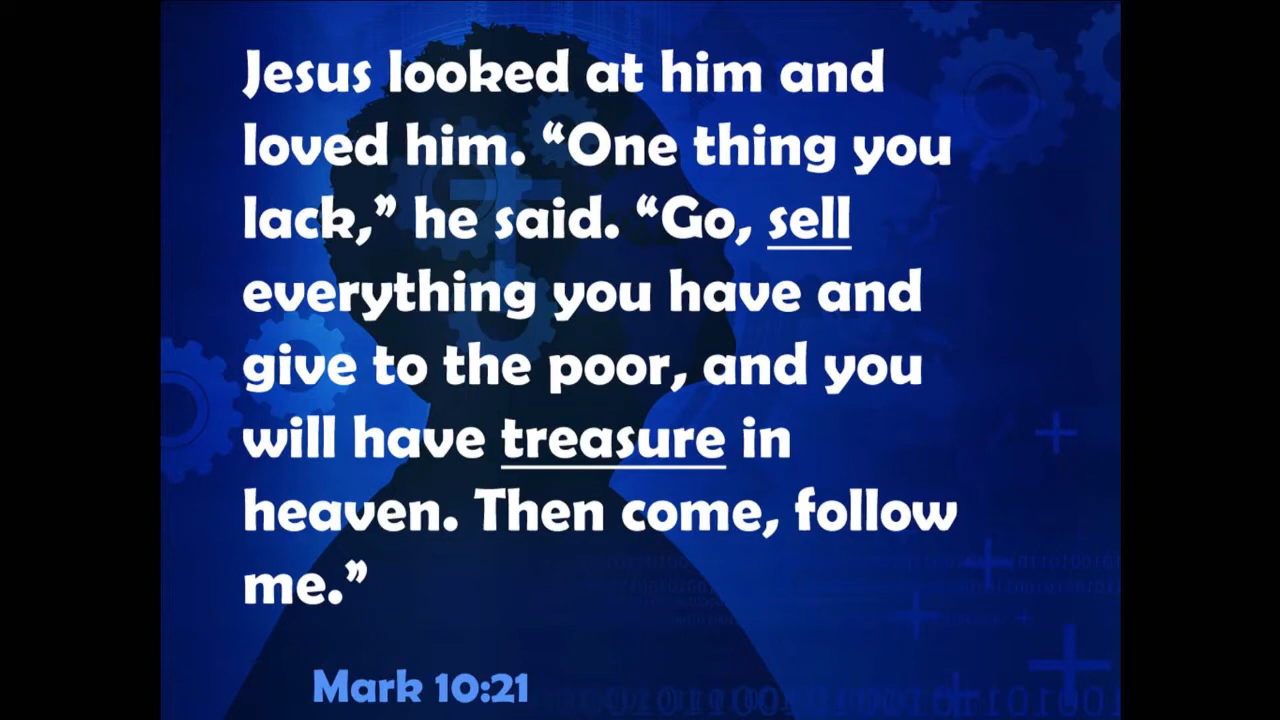 Jesus looked at him and
loved him. “One thing you
lack,” he said. “Go, sell
everything you have and
give to the poor, and you
will have treasure in
heaven. Then come, follow
me.”
Mark 10:21